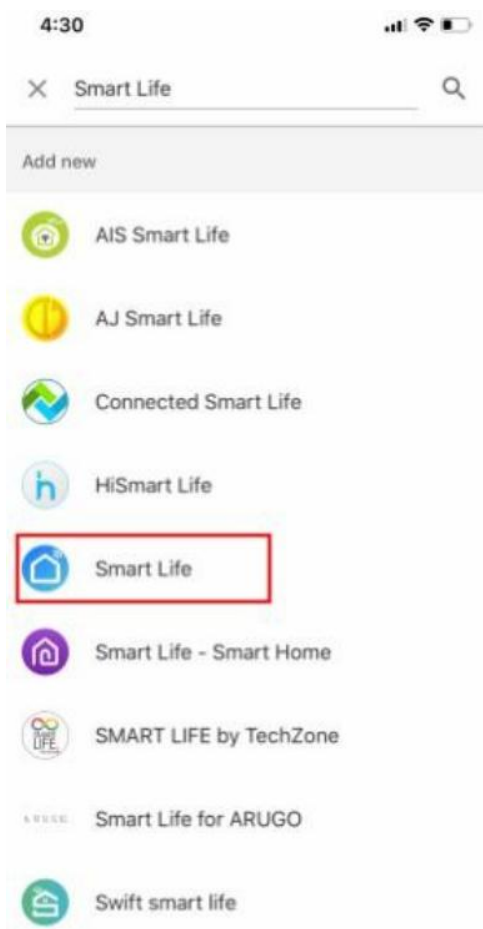 4:30
Smart Life
Add new
AIS Smart Life
AJ Smart Life
Connected Smart Life
HiSmart Life
Smart Life
Smart Life - Smart Home
SMART LIFE by TechZone
Smart Life for ARUGO
Swift smart life